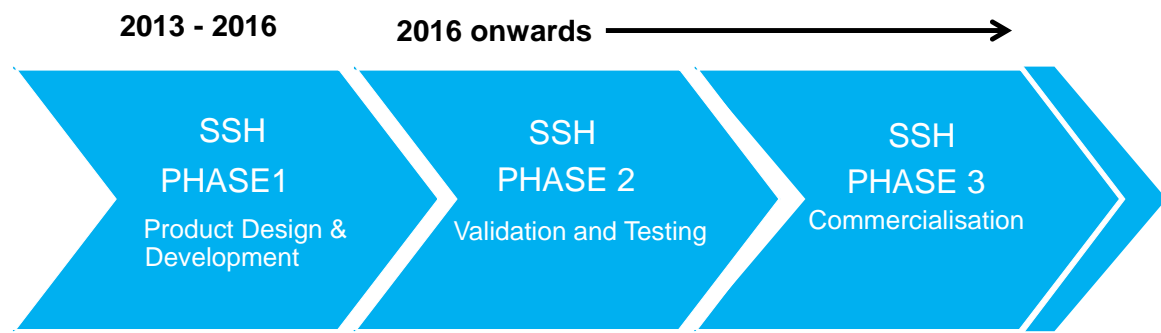 2013 - 2016
2016 onwards
SSH
PHASE1
Product Design &
Development
SSH
PHASE 2
Validation and Testing
SSH
PHASE 3
Commercialisation